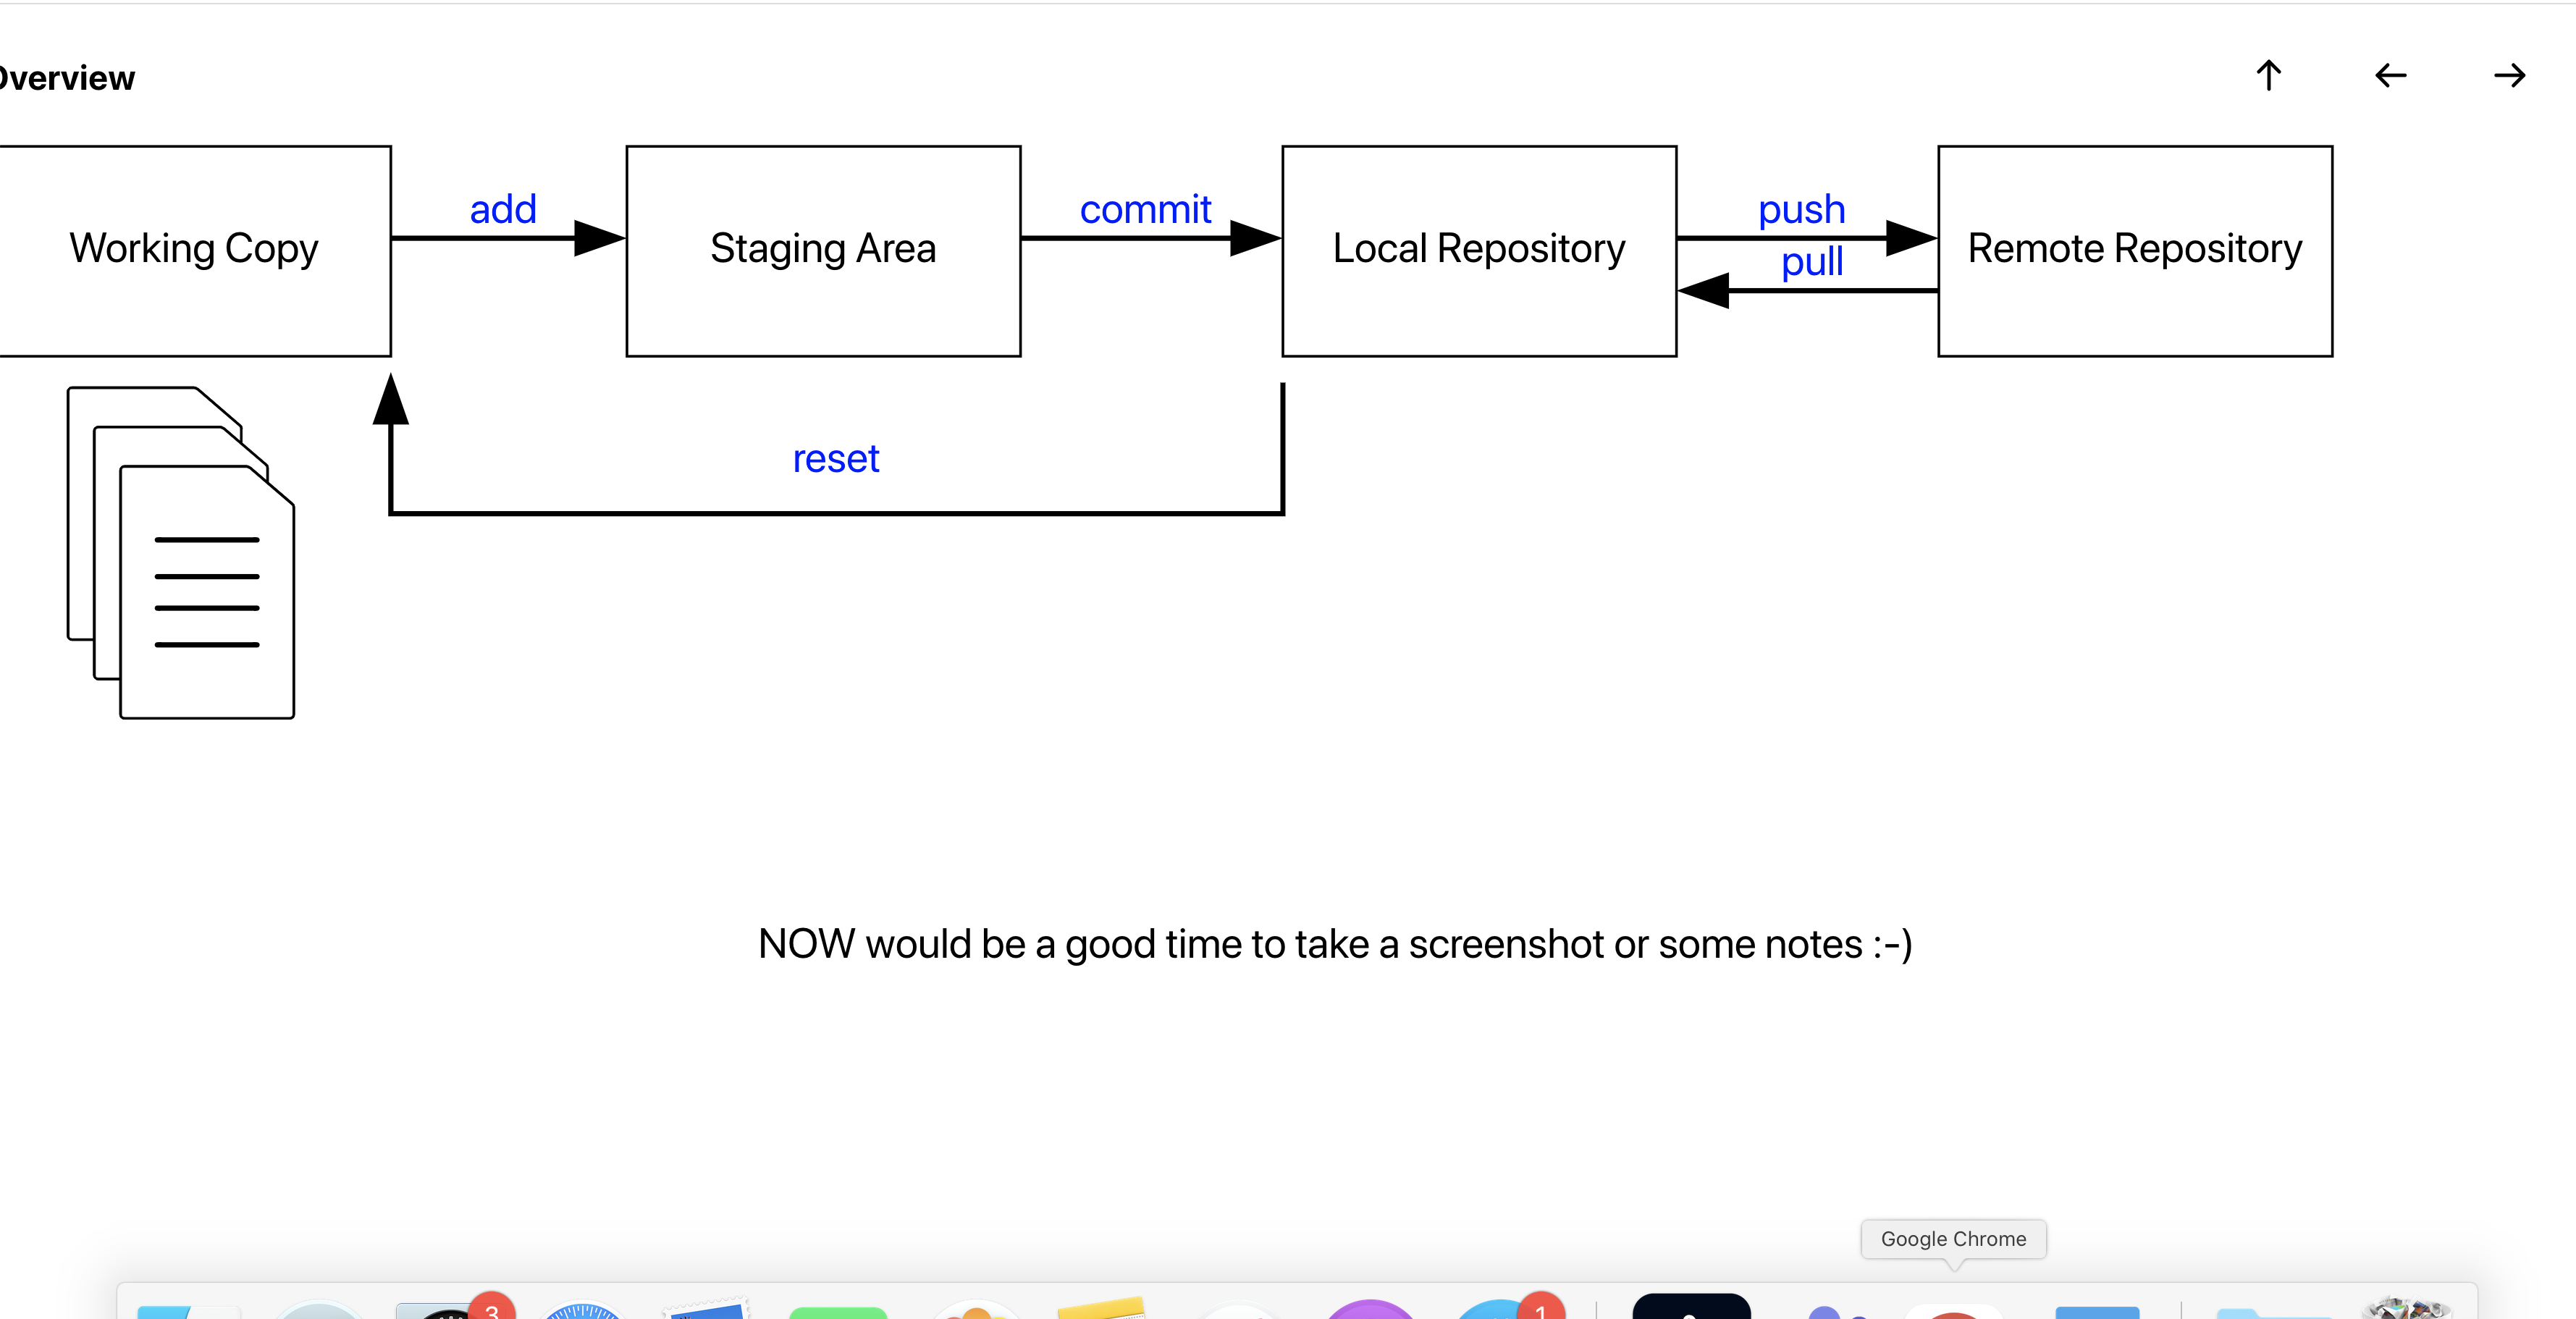 Overview
Working Copy
add
Staging Area
commit
Local Repository
push
pull
Remote Repository
reset
NOW would be a good time to take a screenshot or some notes :-)
Google Chrome
3
1